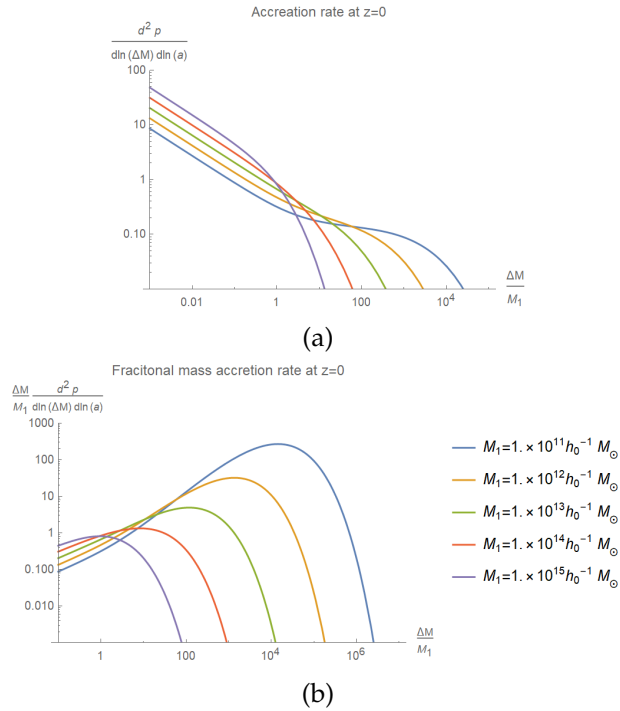 Accreation rate at z=0
d² p
dln (ΔM) dln (a)
100
10
1
0.10
0.01 1 100 10⁴
ΔM
M₁
(a)
Fracitonal mass accretion rate at z=0
ΔM d² p
M₁ dln (ΔM) dln (a)
1000
100
10
1
0.100
0.010
1 100 10⁴ 10⁶
ΔM
M₁
M₁=1. × 10¹¹ h₀⁻¹ M⊙
M₁=1. × 10¹² h₀⁻¹ M⊙
M₁=1. × 10¹³ h₀⁻¹ M⊙
M₁=1. × 10¹⁴ h₀⁻¹ M⊙
M₁=1. × 10¹⁵ h₀⁻¹ M⊙
(b)